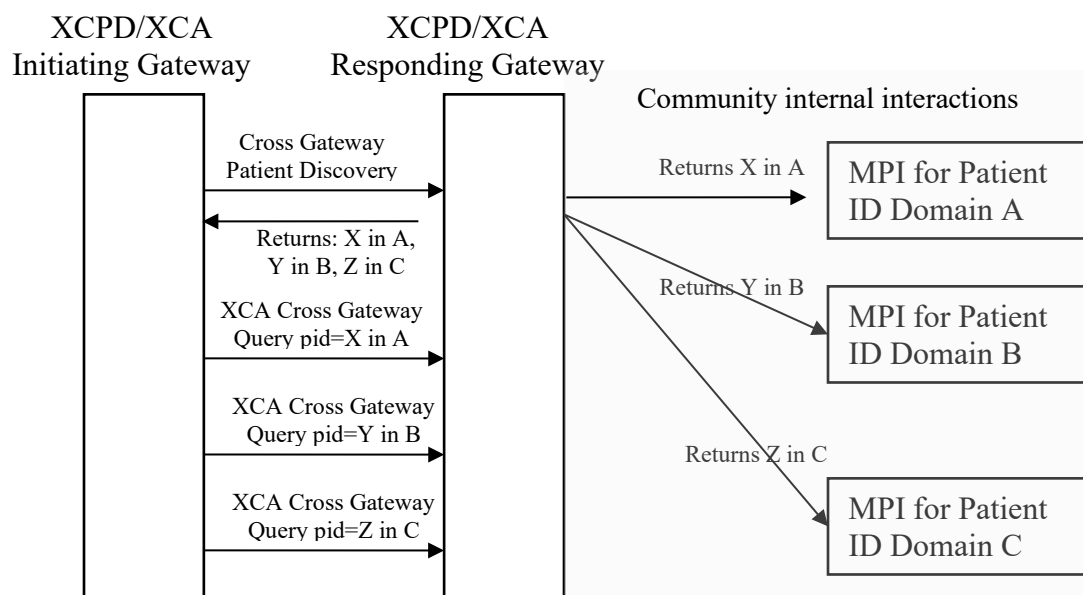 XCPD/XCA
Initiating Gateway
XCPD/XCA
Responding Gateway
Community internal interactions
Cross Gateway
Patient Discovery
Returns: X in A,
Y in B, Z in C
XCA Cross Gateway
Query pid=X in A
XCA Cross Gateway
Query pid=Y in B
XCA Cross Gateway
Query pid=Z in C
Returns X in A
MPI for Patient
ID Domain A
Returns Y in B
MPI for Patient
ID Domain B
Returns Z in C
MPI for Patient
ID Domain C